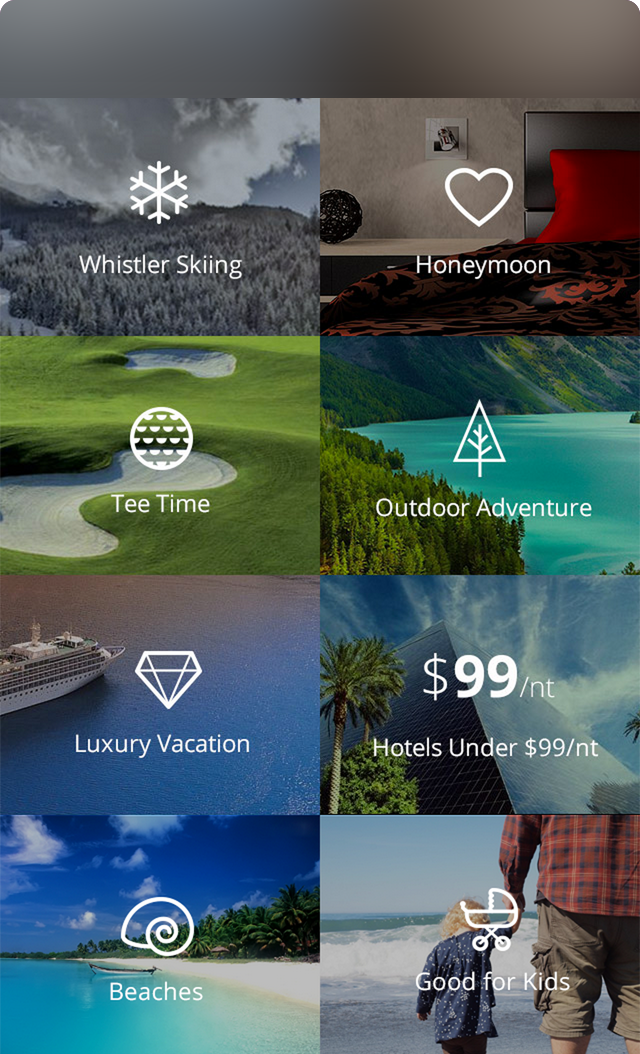 Whistler Skiing
Honeymoon
Tee Time
Outdoor Adventure
Luxury Vacation
$99/nt
Hotels Under $99/nt
Beaches
Good for Kids